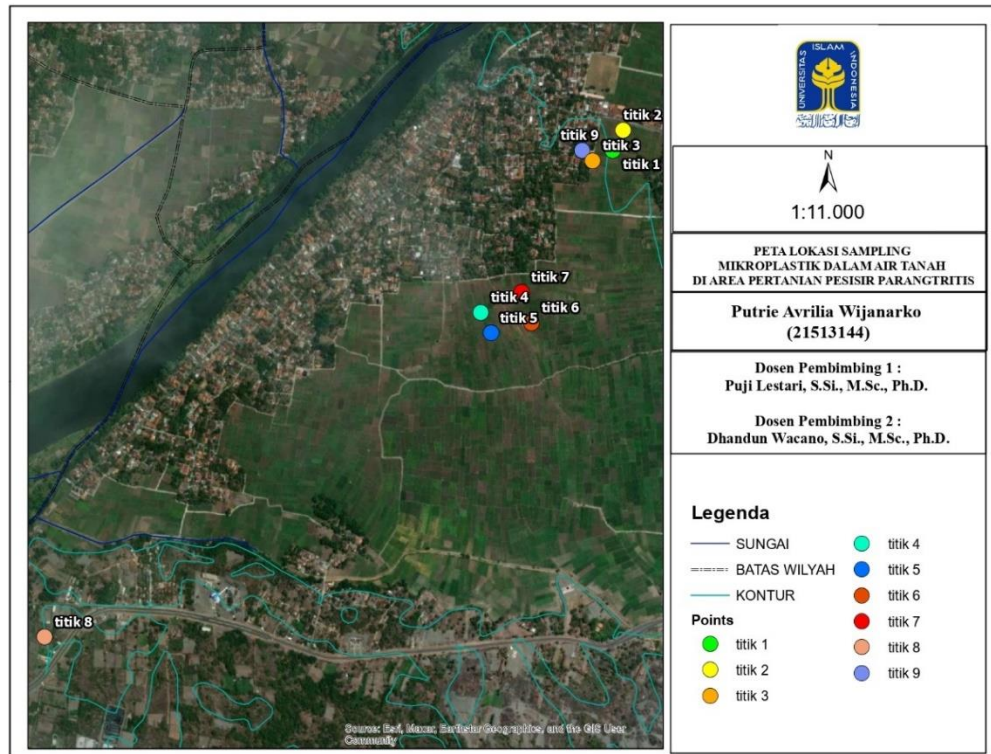 titik 2
titik 9
titik 3
titik 1
titik 7
titik 4
titik 6
titik 5
titik 8
Source: Esri, Maxar, Earthstar Geographics, and the GIS User
Community
UNIVERSITAS
ISLAM
INDONESIA
N
1:11.000
PETA LOKASI SAMPLING
MIKROPLASTIK DALAM AIR TANAH
DI AREA PERTANIAN PESISIR PARANGTRITIS
Putrie Avrilia Wijanarko
(21513144)
Dosen Pembimbing 1 :
Puji Lestari, S.Si., M.Sc., Ph.D.
Dosen Pembimbing 2 :
Dhandun Wacano, S.Si., M.Sc., Ph.D.
Legenda
SUNGAI
BATAS WILYAH
KONTUR
Points
titik 1
titik 2
titik 3
titik 4
titik 5
titik 6
titik 7
titik 8
titik 9